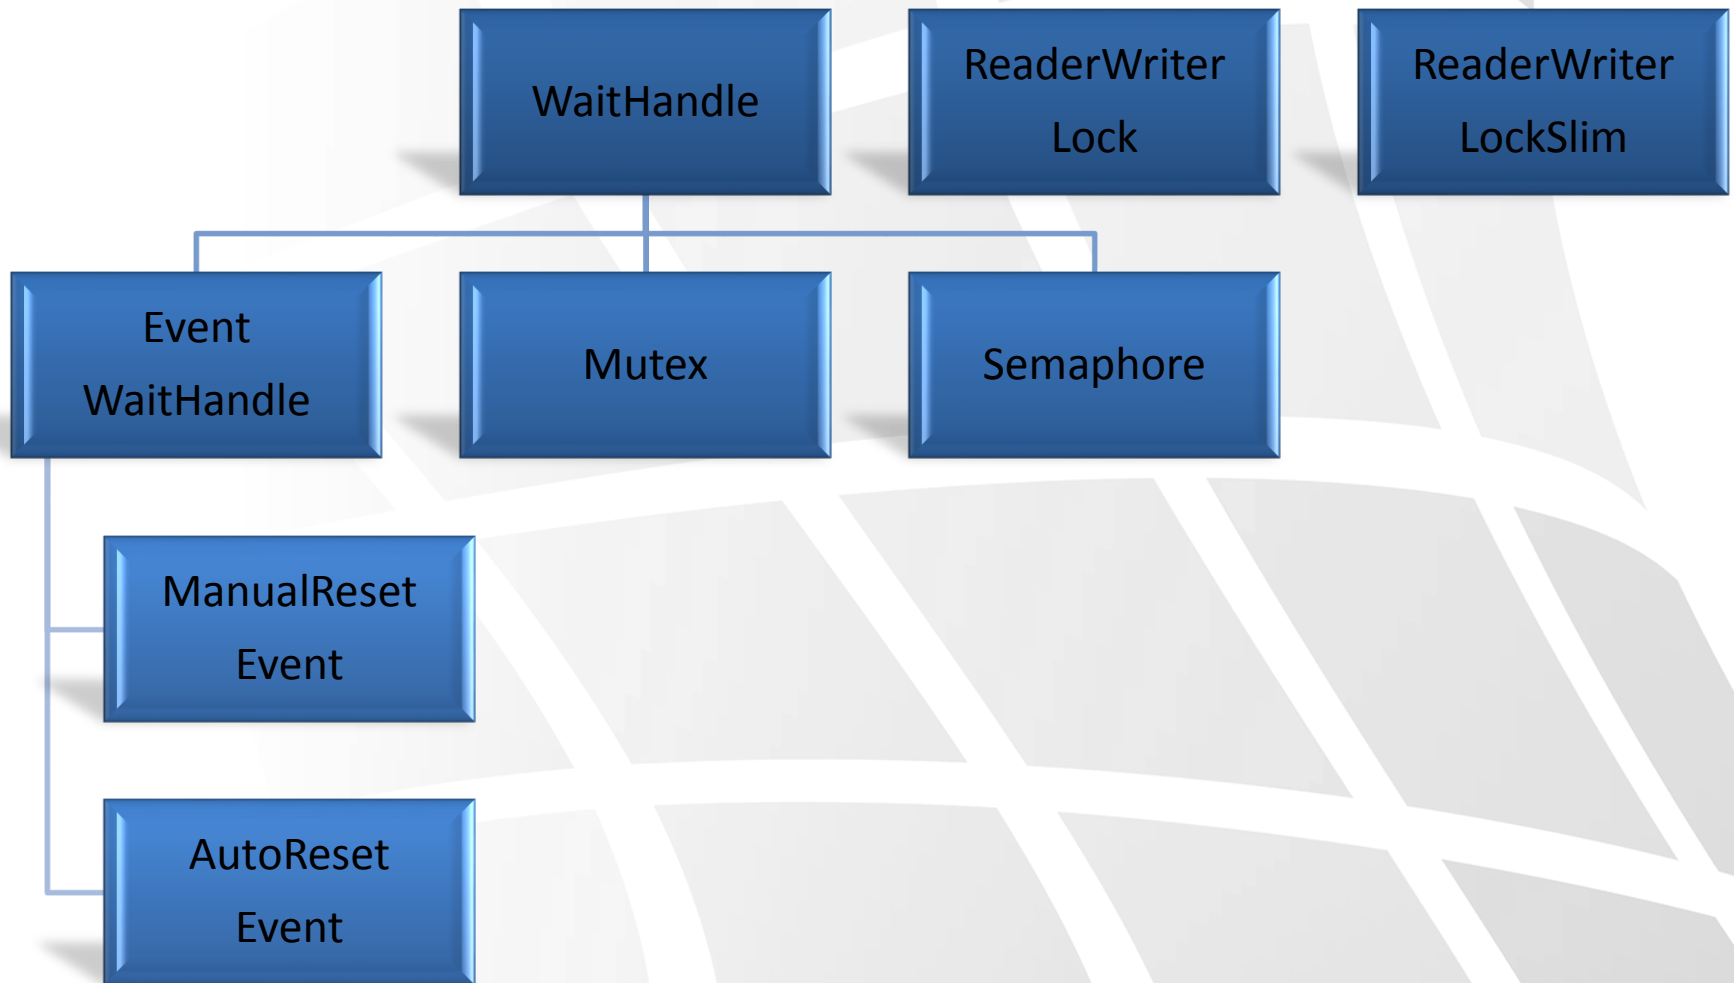 WaitHandle
ReaderWriter
Lock
ReaderWriter
LockSlim
Event
WaitHandle
Mutex
Semaphore
ManualReset
Event
AutoReset
Event